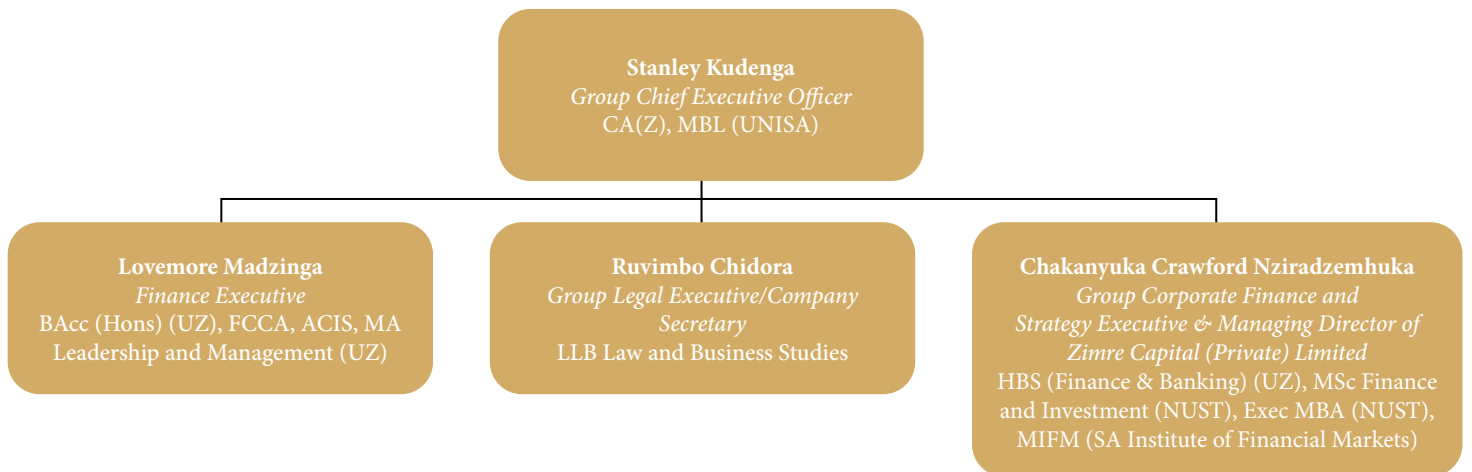 Stanley Kudenga
Group Chief Executive Officer
CA(Z), MBL (UNISA)
Lovemore Madzinga
Finance Executive
BAcc (Hons) (UZ), FCCA, ACIS, MA
Leadership and Management (UZ)
Ruvimbo Chidora
Group Legal Executive/Company
Secretary
LLB Law and Business Studies
Chakanyuka Crawford Nziradzemhuka
Group Corporate Finance and
Strategy Executive & Managing Director of
Zimre Capital (Private) Limited
HBS (Finance & Banking) (UZ), MSc Finance
and Investment (NUST), Exec MBA (NUST),
MIFM (SA Institute of Financial Markets)